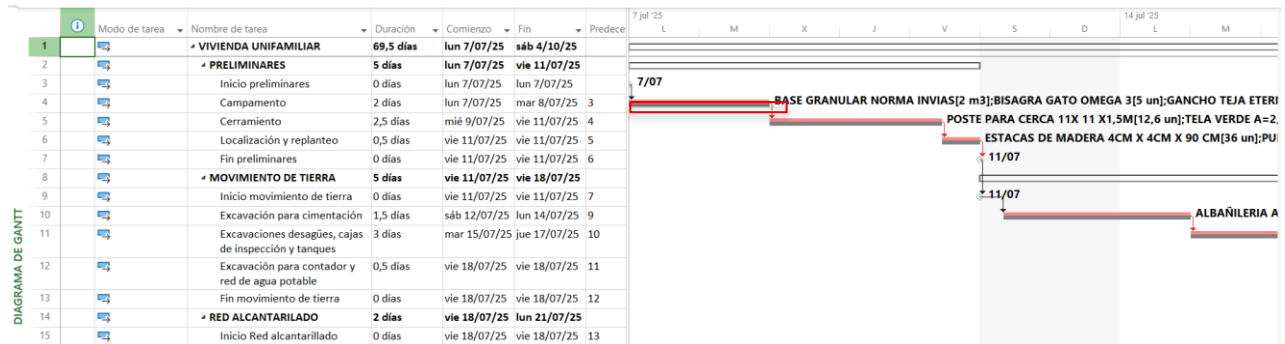 7 jul '25 14 jul '25
Modo de tarea Nombre de tarea Duración Comienzo Fin Predece L M X J V S D L M
1 VIVIENDA UNIFAMILIAR 69,5 días lun 7/07/25 sáb 4/10/25
2 PRELIMINARES 5 días lun 7/07/25 vie 11/07/25
3 Inicio preliminares 0 días lun 7/07/25 lun 7/07/25 7/07
4 Campamento 2 días lun 7/07/25 mar 8/07/25 3 BASE GRANULAR NORMA INVIAS[2 m3];BISAGRA GATO OMEGA 3[5 un];GANCHO TEJA ETERI
5 Cerramiento 2,5 días mié 9/07/25 vie 11/07/25 4 POSTE PARA CERCA 11X 11 X1,5M[12,6 un];TELA VERDE A=2,
6 Localización y replanteo 0,5 días vie 11/07/25 vie 11/07/25 5 ESTACAS DE MADERA 4CM X 4CM X 90 CM[36 un];PU
7 Fin preliminares 0 días vie 11/07/25 vie 11/07/25 6 11/07
8 MOVIMIENTO DE TIERRA 5 días vie 11/07/25 vie 18/07/25
9 Inicio movimiento de tierra 0 días vie 11/07/25 vie 11/07/25 7 11/07
10 Excavación para cimentación 1,5 días sáb 12/07/25 lun 14/07/25 9 ALBAÑILERIA A
11 Excavaciones desagües, cajas 3 días mar 15/07/25 jue 17/07/25 10
de inspección y tanques
12 Excavación para contador y 0,5 días vie 18/07/25 vie 18/07/25 11
red de agua potable
13 Fin movimiento de tierra 0 días vie 18/07/25 vie 18/07/25 12
14 RED ALCANTARILADO 2 días vie 18/07/25 lun 21/07/25
15 Inicio Red alcantarillado 0 días vie 18/07/25 vie 18/07/25 13
DIAGRAMA DE GANTT